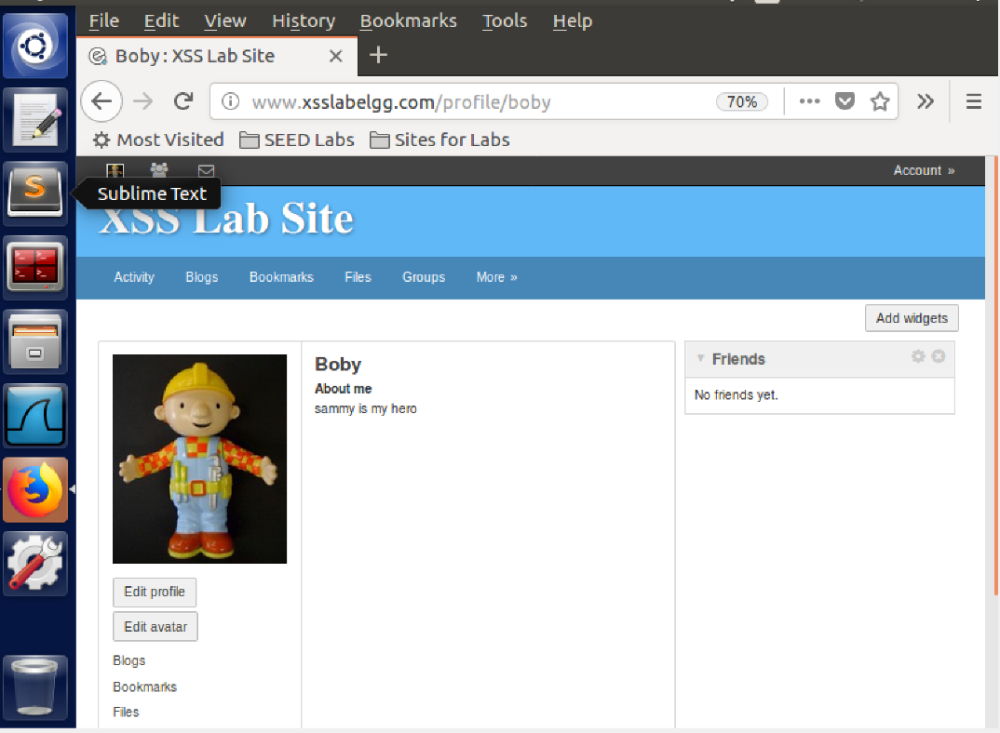 File Edit View History Bookmarks Tools Help
Boby : XSS Lab Site
www.xsslabelgg.com/profile/boby 70%
Most Visited SEED Labs Sites for Labs
Account »
Sublime Text
XSS Lab Site
Activity Blogs Bookmarks Files Groups More »
Add widgets
Boby
About me
sammy is my hero
Friends
No friends yet.
Edit profile
Edit avatar
Blogs
Bookmarks
Files